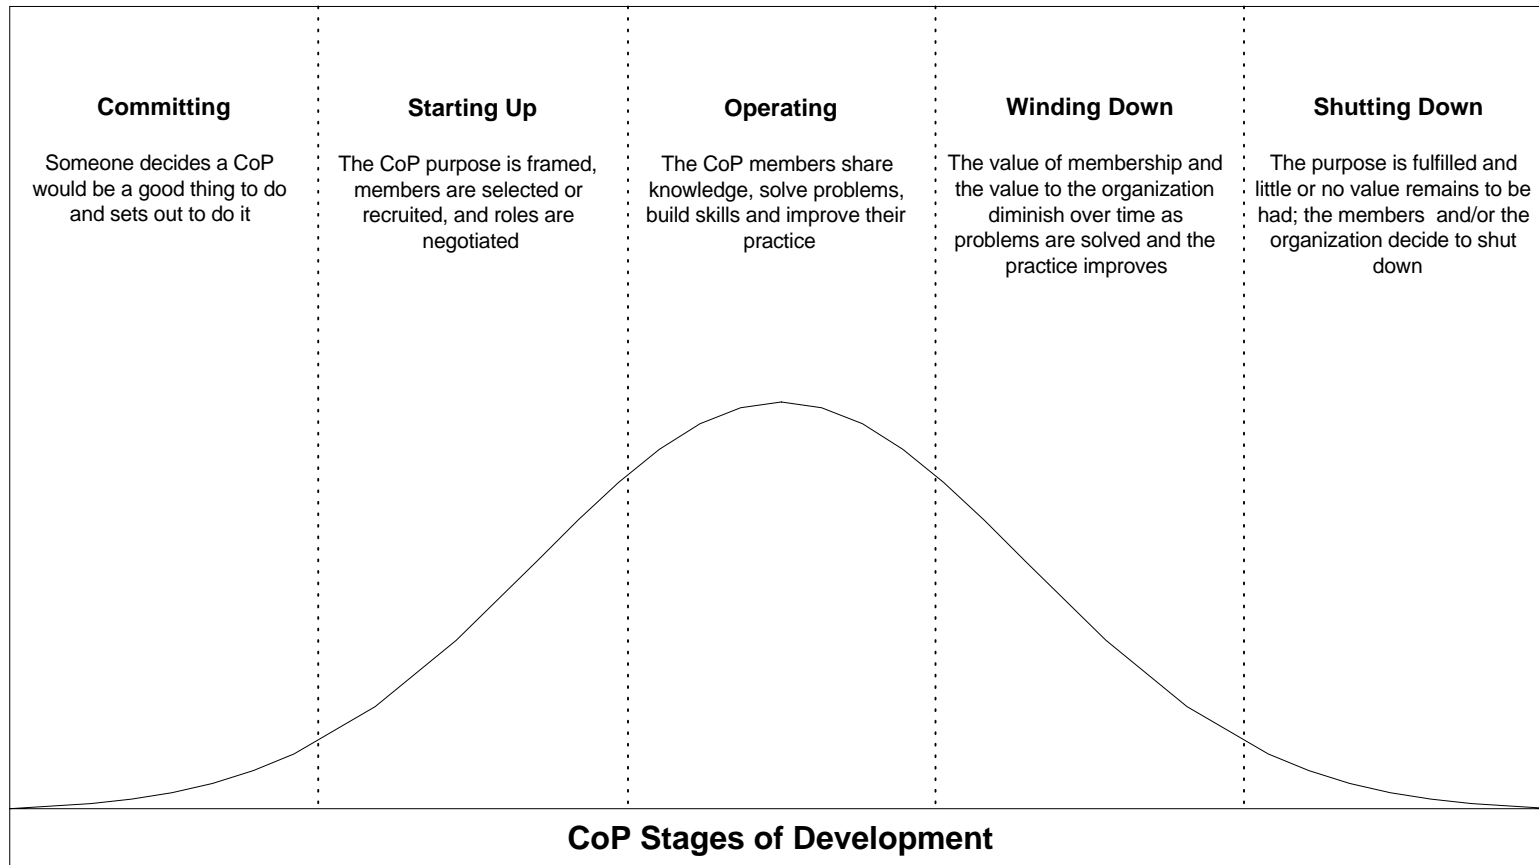 Committing
Someone decides a CoP
would be a good thing to do
and sets out to do it
Starting Up
The CoP purpose is framed,
members are selected or
recruited, and roles are
negotiated
Operating
The CoP members share
knowledge, solve problems,
build skills and improve their
practice
Winding Down
The value of membership and
the value to the organization
diminish over time as
problems are solved and the
practice improves
Shutting Down
The purpose is fulfilled and
little or no value remains to be
had; the members  and/or the
organization decide to shut
down
CoP Stages of Development